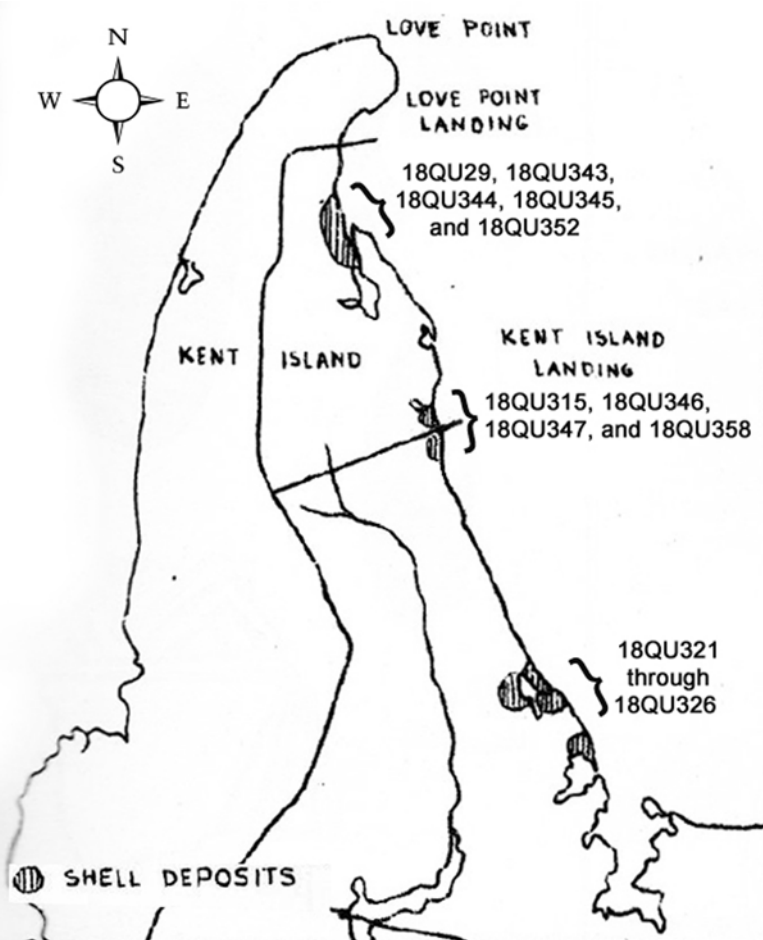 LOVE POINT
N
W E
S
LOVE POINT
LANDING
18QU29, 18QU343,
18QU344, 18QU345,
and 18QU352
KENT ISLAND
KENT ISLAND
LANDING
18QU315, 18QU346,
18QU347, and 18QU358
18QU321
through
18QU326
SHELL DEPOSITS